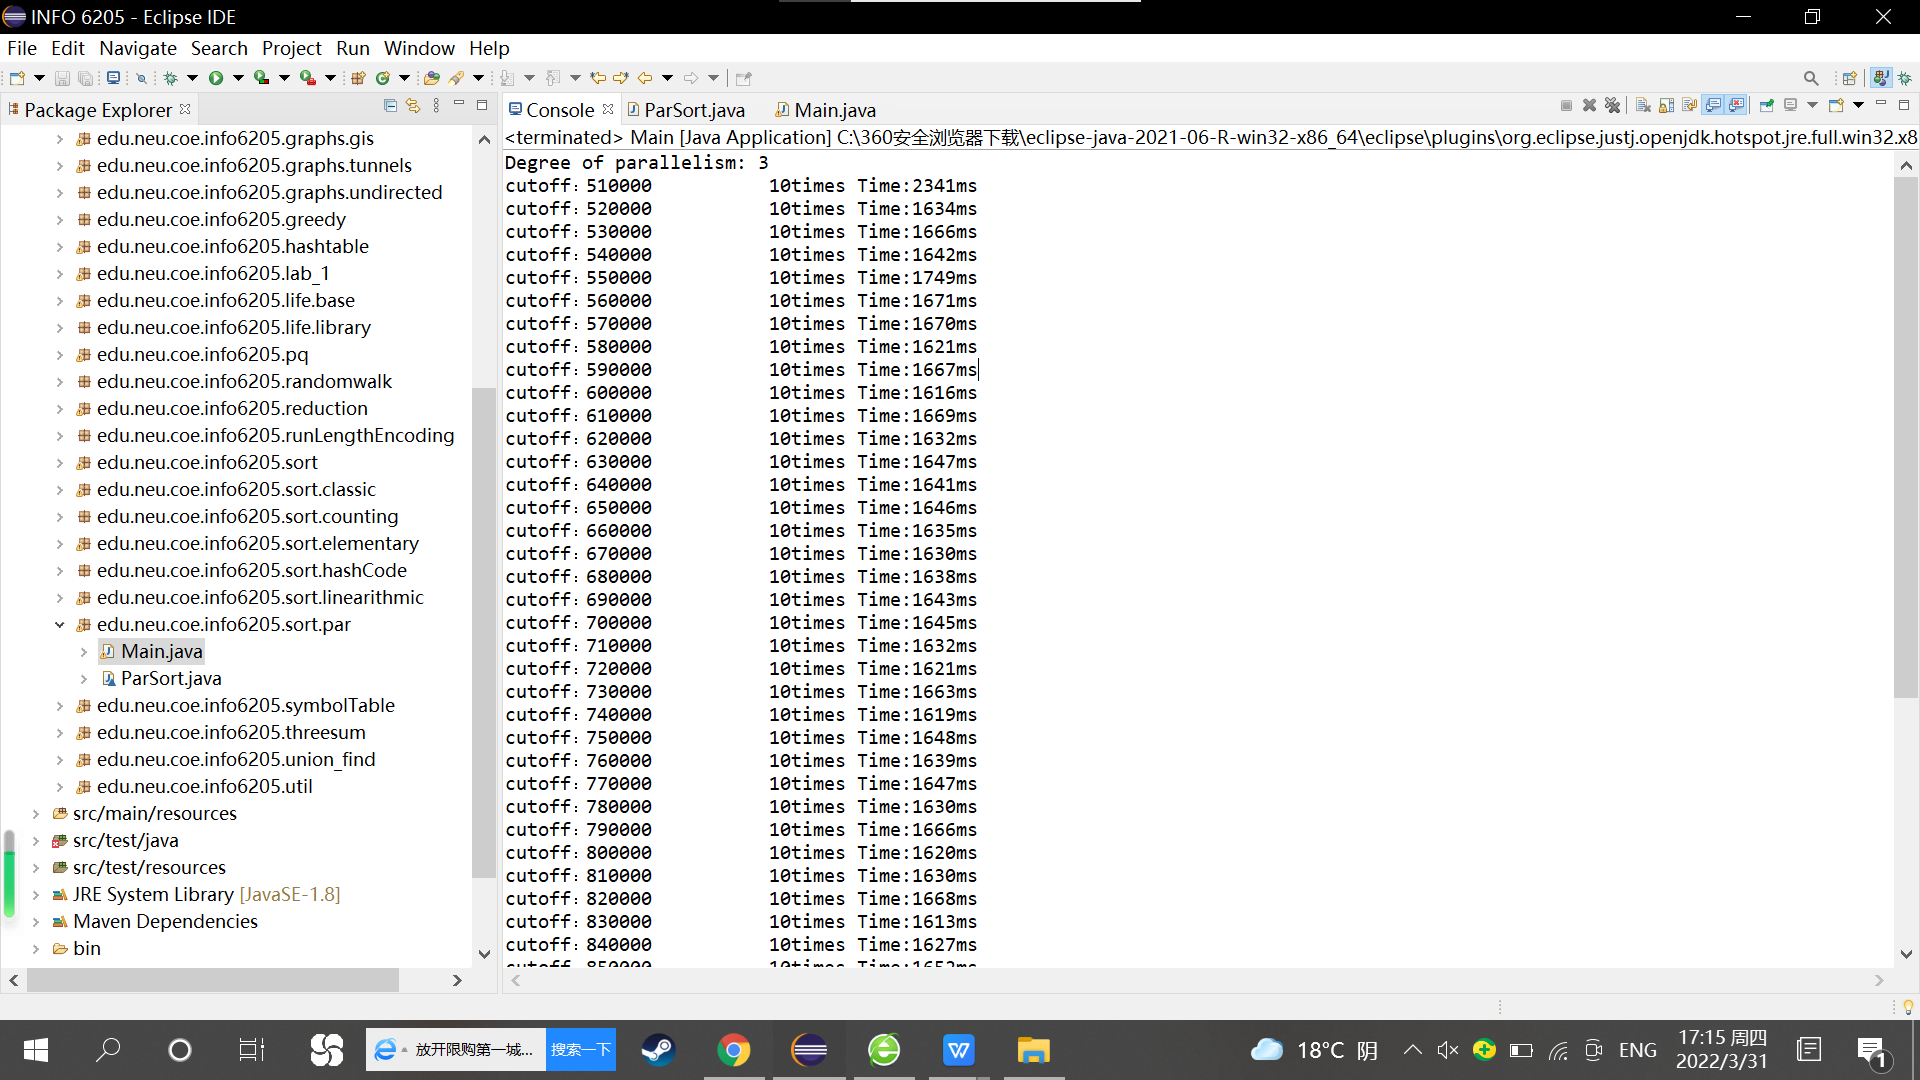 INFO 6205 - Eclipse IDE
File Edit Navigate Search Project Run Window Help
Package Explorer
edu.neu.coe.info6205.graphs.gis
edu.neu.coe.info6205.graphs.tunnels
edu.neu.coe.info6205.graphs.undirected
edu.neu.coe.info6205.greedy
edu.neu.coe.info6205.hashtable
edu.neu.coe.info6205.lab_1
edu.neu.coe.info6205.life.base
edu.neu.coe.info6205.life.library
edu.neu.coe.info6205.pq
edu.neu.coe.info6205.randomwalk
edu.neu.coe.info6205.reduction
edu.neu.coe.info6205.runLengthEncoding
edu.neu.coe.info6205.sort
edu.neu.coe.info6205.sort.classic
edu.neu.coe.info6205.sort.counting
edu.neu.coe.info6205.sort.elementary
edu.neu.coe.info6205.sort.hashCode
edu.neu.coe.info6205.sort.linearithmic
edu.neu.coe.info6205.sort.par
Main.java
ParSort.java
edu.neu.coe.info6205.symbolTable
edu.neu.coe.info6205.threesum
edu.neu.coe.info6205.union_find
edu.neu.coe.info6205.util
src/main/resources
src/test/java
src/test/resources
JRE System Library [JavaSE-1.8]
Maven Dependencies
bin
Console ParSort.java Main.java
<terminated> Main [Java Application] C:\360安全浏览器下载\eclipse-java-2021-06-R-win32-x86_64\eclipse\plugins\org.eclipse.justj.openjdk.hotspot.jre.full.win32.x8
Degree of parallelism: 3
cutoff：510000 10times Time:2341ms
cutoff：520000 10times Time:1634ms
cutoff：530000 10times Time:1666ms
cutoff：540000 10times Time:1642ms
cutoff：550000 10times Time:1749ms
cutoff：560000 10times Time:1671ms
cutoff：570000 10times Time:1670ms
cutoff：580000 10times Time:1621ms
cutoff：590000 10times Time:1667ms
cutoff：600000 10times Time:1616ms
cutoff：610000 10times Time:1669ms
cutoff：620000 10times Time:1632ms
cutoff：630000 10times Time:1647ms
cutoff：640000 10times Time:1641ms
cutoff：650000 10times Time:1646ms
cutoff：660000 10times Time:1635ms
cutoff：670000 10times Time:1630ms
cutoff：680000 10times Time:1638ms
cutoff：690000 10times Time:1643ms
cutoff：700000 10times Time:1645ms
cutoff：710000 10times Time:1632ms
cutoff：720000 10times Time:1621ms
cutoff：730000 10times Time:1663ms
cutoff：740000 10times Time:1619ms
cutoff：750000 10times Time:1648ms
cutoff：760000 10times Time:1639ms
cutoff：770000 10times Time:1647ms
cutoff：780000 10times Time:1630ms
cutoff：790000 10times Time:1666ms
cutoff：800000 10times Time:1620ms
cutoff：810000 10times Time:1630ms
cutoff：820000 10times Time:1668ms
cutoff：830000 10times Time:1613ms
cutoff：840000 10times Time:1627ms
cutoff：850000 10times Time:1652ms
放开限购第一城... 搜索一下
18°C 阴
ENG
17:15 周四
2022/3/31
1